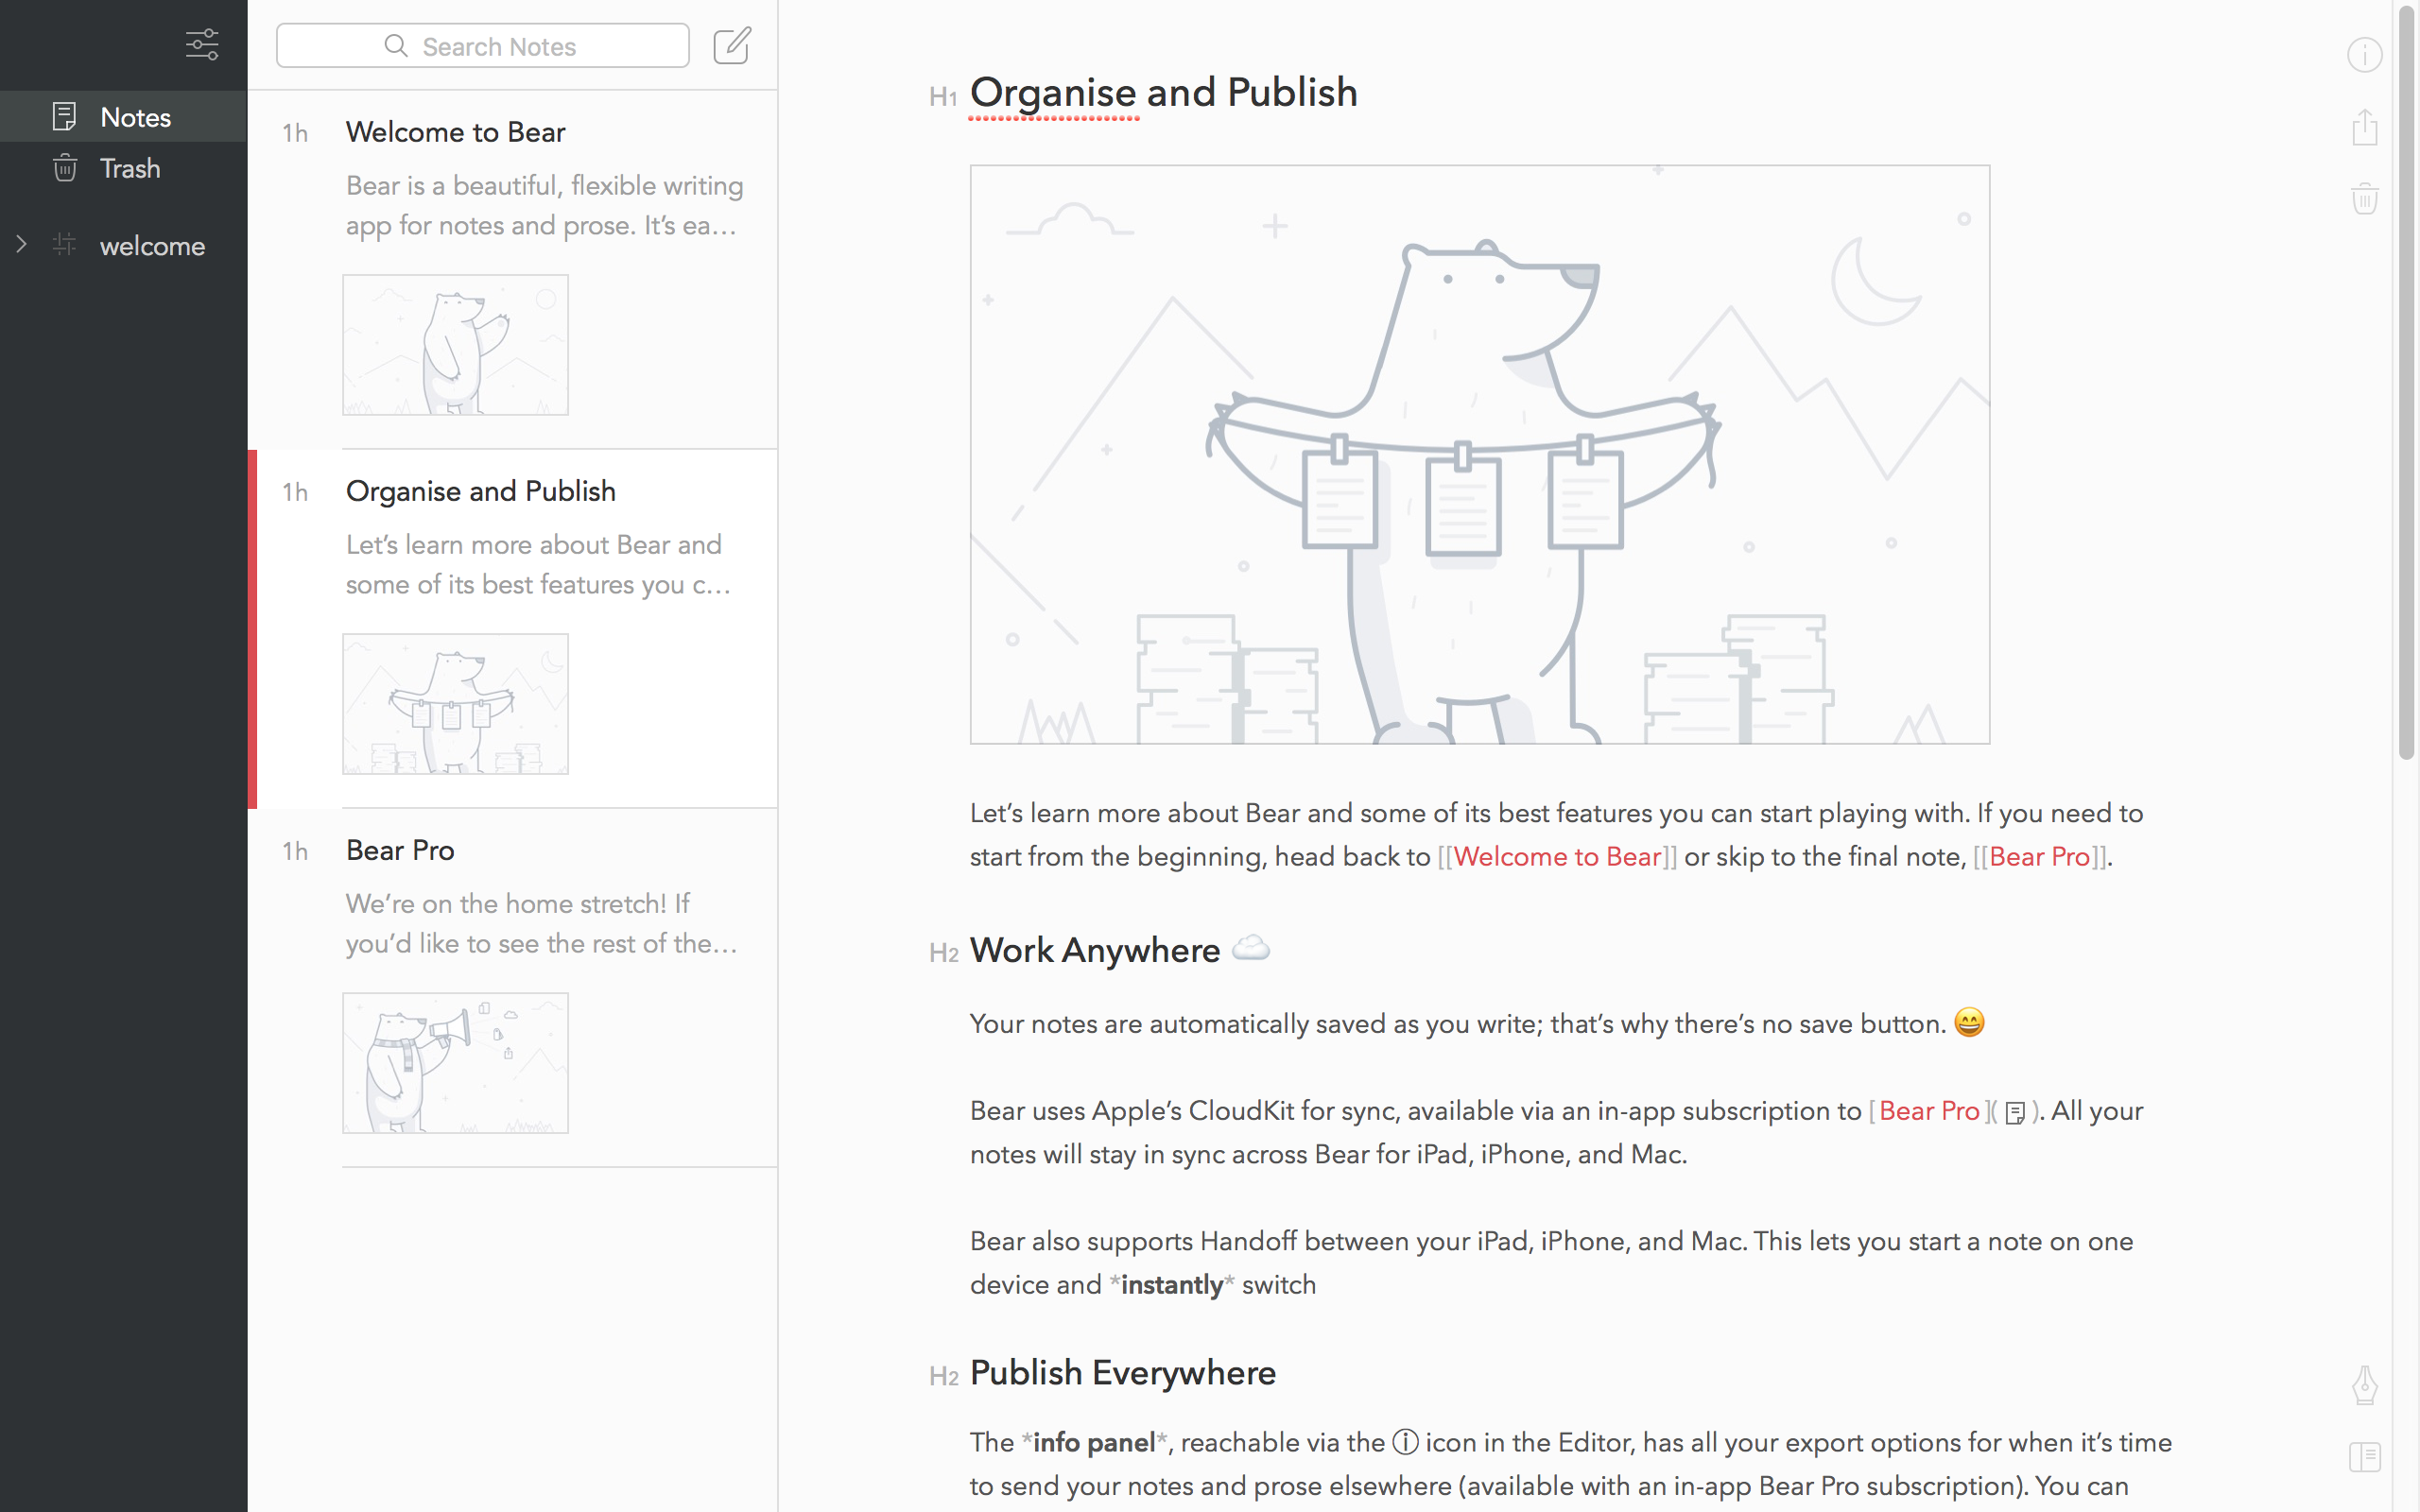 Notes
Trash
welcome
Search Notes
1h Welcome to Bear
Bear is a beautiful, flexible writing
app for notes and prose. It’s ea…
1h Organise and Publish
Let’s learn more about Bear and
some of its best features you c…
1h Bear Pro
We’re on the home stretch! If
you’d like to see the rest of the…
H1 Organise and Publish
Let’s learn more about Bear and some of its best features you can start playing with. If you need to
start from the beginning, head back to [[Welcome to Bear]] or skip to the final note, [[Bear Pro]].
H2 Work Anywhere ☁️
Your notes are automatically saved as you write; that’s why there’s no save button. 😄
Bear uses Apple’s CloudKit for sync, available via an in-app subscription to [Bear Pro]( ). All your
notes will stay in sync across Bear for iPad, iPhone, and Mac.
Bear also supports Handoff between your iPad, iPhone, and Mac. This lets you start a note on one
device and *instantly* switch
H2 Publish Everywhere
The *info panel*, reachable via the ⓘ icon in the Editor, has all your export options for when it’s time
to send your notes and prose elsewhere (available with an in-app Bear Pro subscription). You can